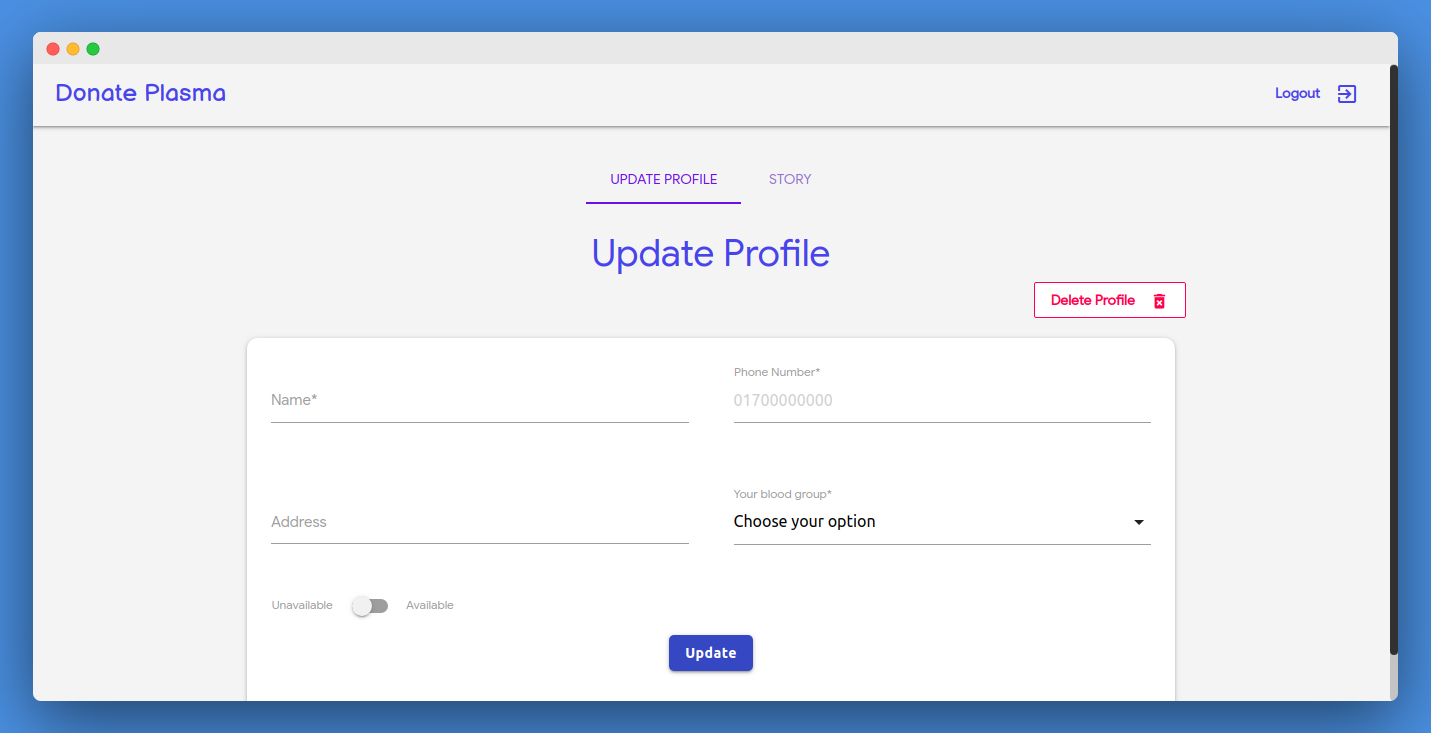 Donate Plasma
Logout
UPDATE PROFILE STORY
Update Profile
Delete Profile
Phone Number*
Name*
01700000000
Your blood group*
Address
Choose your option
Unavailable Available
Update